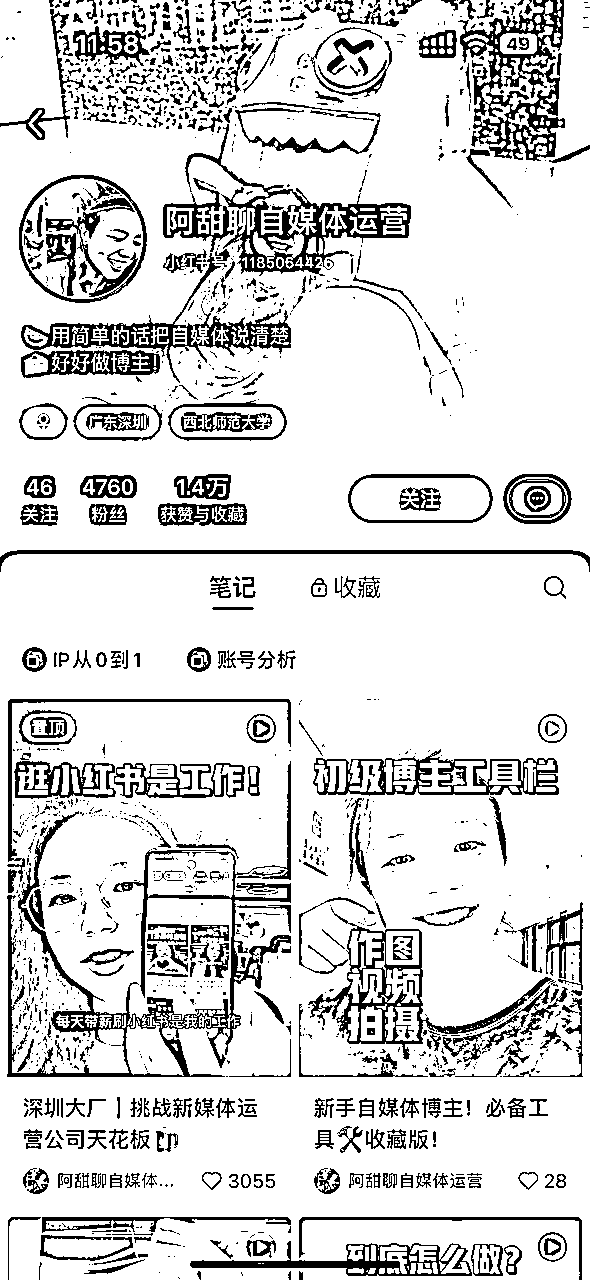 11:58
49
阿甜聊自媒体运营
小红书号：1185064426
用简单的话把自媒体说清楚
好好做博主！
广东深圳
西北师范大学
46
4760
1.4万
关注
粉丝
获赞与收藏
关注
笔记
收藏
IP从0到1
账号分析
置顶
逛小红书是工作！
每天带薪刷小红书是我的工作
深圳大厂丨挑战新媒体运
营公司天花板
阿甜聊自媒体...
3055
初级博主工具栏
作图
视频
拍摄
新手自媒体博主！必备工
具🛠收藏版！
阿甜聊自媒体运营
28
到底怎么做？